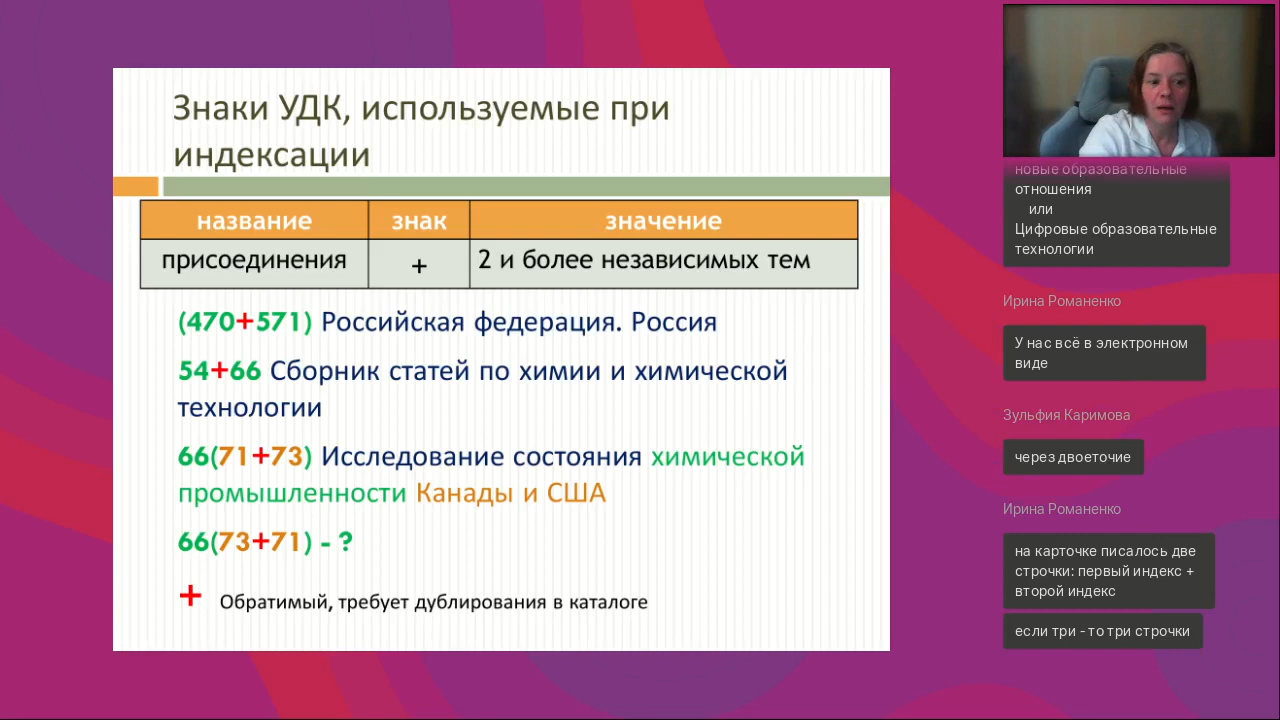 Знаки УДК, используемые при
индексации
название знак значение
присоединения + 2 и более независимых тем
(470+571) Российская федерация. Россия
54+66 Сборник статей по химии и химической
технологии
66(71+73) Исследование состояния химической
промышленности Канады и США
66(73+71) - ?
+ Обратимый, требует дублирования в каталоге
новые образовательные
отношения
или
Цифровые образовательные
технологии
Ирина Романенко
У нас всё в электронном
виде
Зульфия Каримова
через двоеточие
Ирина Романенко
на карточке писалось две
строчки: первый индекс +
второй индекс
если три - то три строчки